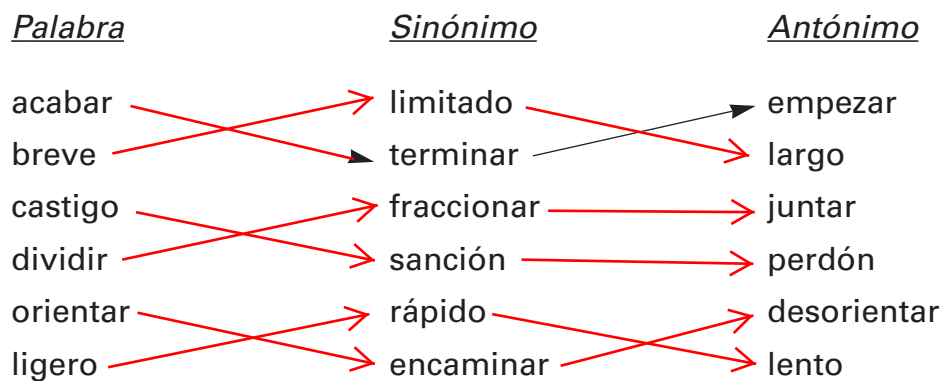 Palabra Sinónimo Antónimo
acabar limitado empezar
breve terminar largo
castigo fraccionar juntar
dividir sanción perdón
orientar rápido desorientar
ligero encaminar lento